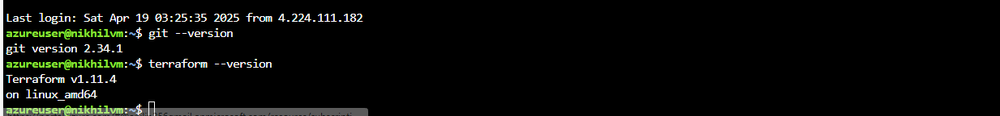 Last login: Sat Apr 19 03:25:35 2025 from 4.224.111.182
azureuser@nikhilvm:~$ git --version
git version 2.34.1
azureuser@nikhilvm:~$ terraform --version
Terraform v1.11.4
on linux_amd64
azureuser@nikhilvm:~$